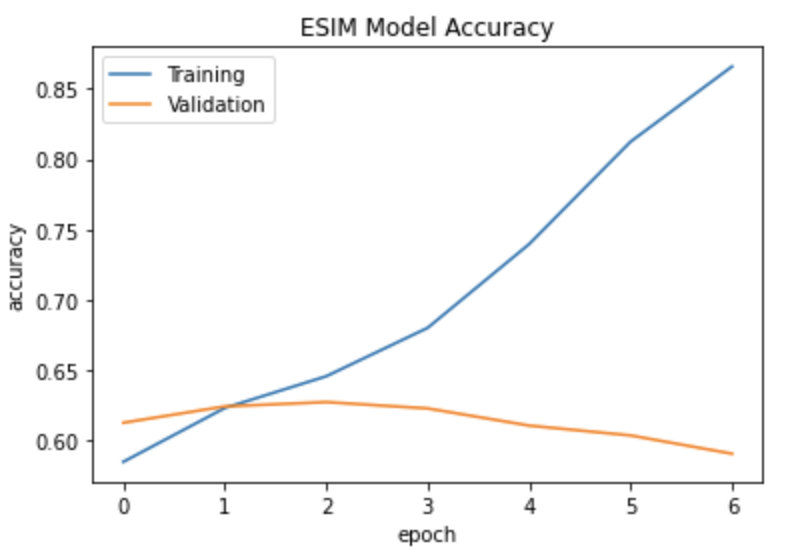 ESIM Model Accuracy
Training
Validation
accuracy
0.85
0.80
0.75
0.70
0.65
0.60
0 1 2 3 4 5 6
epoch